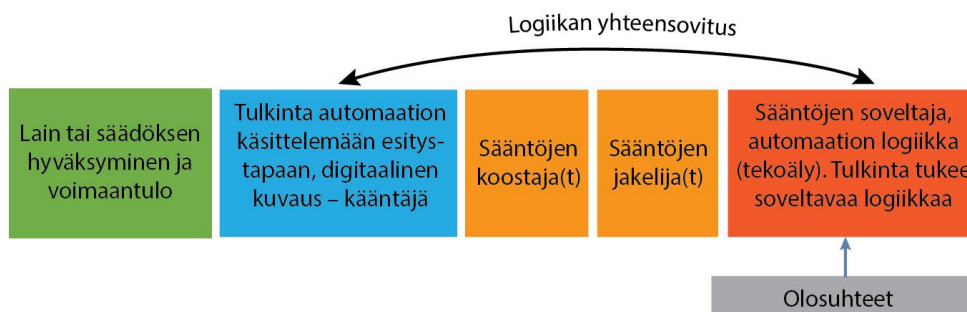 Logiikan yhteensovitus
Lain tai säädöksen
hyväksyminen ja
voimaantulo
Tulkinta automaation
käsittelemään esitys-
tapaan, digitaalinen
kuvaus – kääntäjä
Sääntöjen
koostaja(t)
Sääntöjen
jakelija(t)
Sääntöjen soveltaja,
automaation logiikka
(tekoäly). Tulkinta tukee
soveltavaa logiikkaa
Olosuhteet